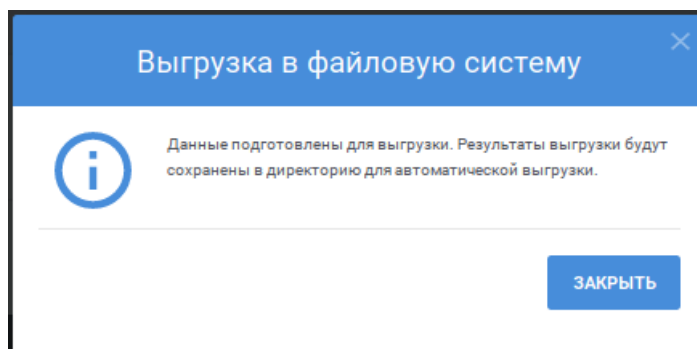 Выгрузка в файловую систему
Данные подготовлены для выгрузки. Результаты выгрузки будут
сохранены в директорию для автоматической выгрузки.
ЗАКРЫТЬ